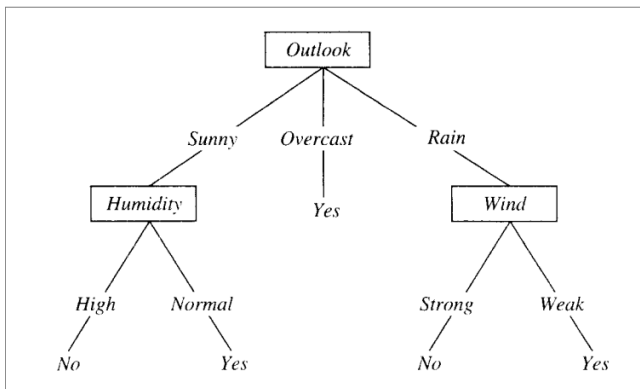 Outlook
Sunny Overcast Rain
Humidity Yes Wind
High Normal Strong Weak
No Yes No Yes